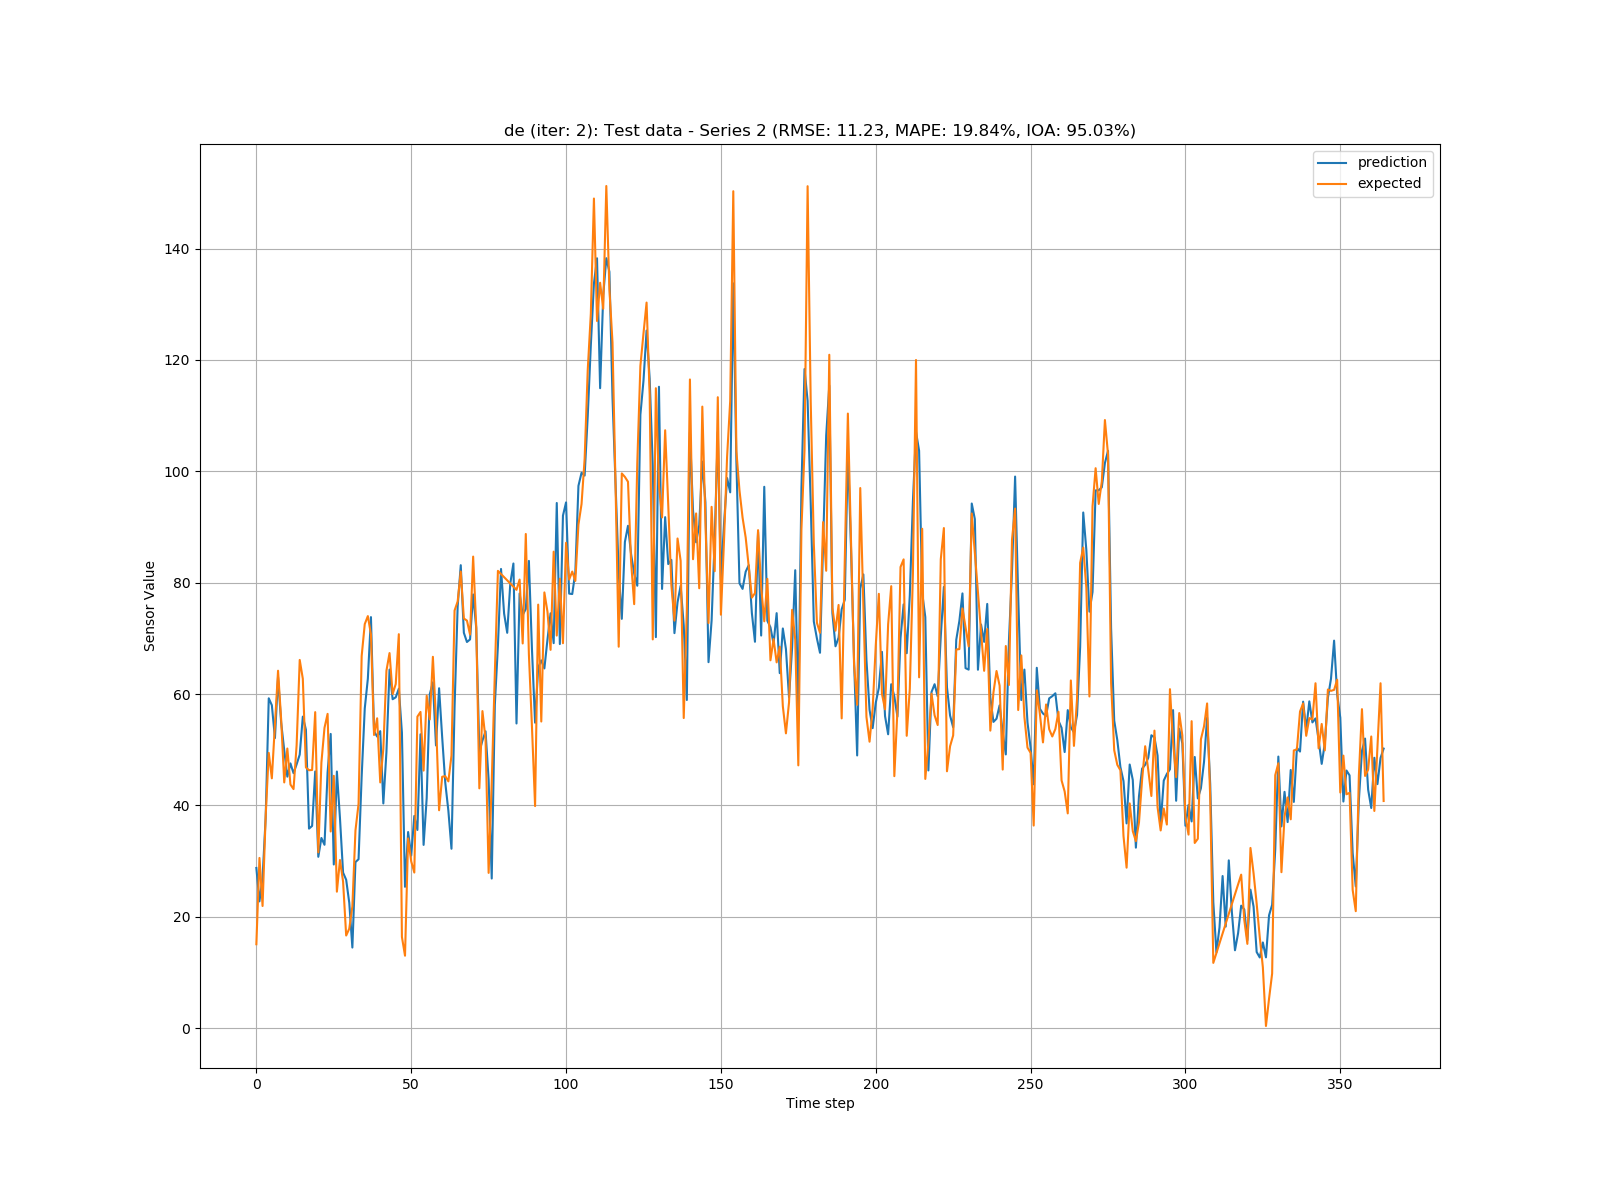 de (iter: 2): Test data - Series 2 (RMSE: 11.23, MAPE: 19.84%, IOA: 95.03%)
prediction
expected
140
120
100
80
60
40
20
0
Sensor Value
0 50 100 150 200 250 300 350
Time step